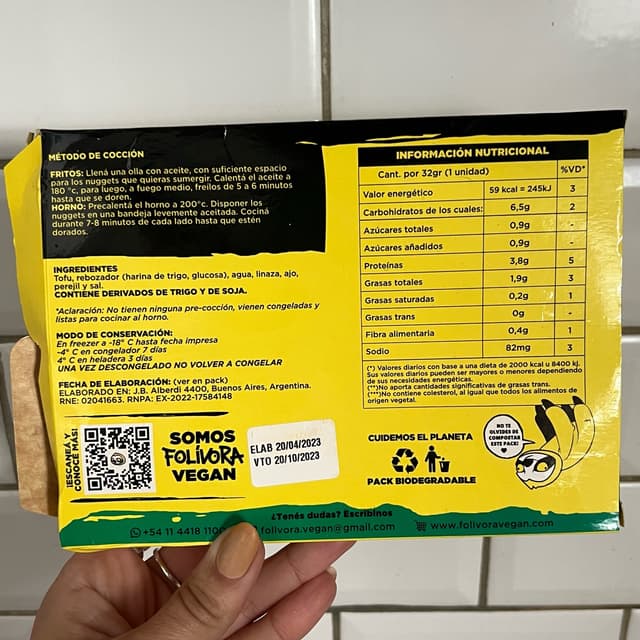 MÉTODO DE COCCIÓN
FRITOS: Llená una olla con aceite, con suficiente espacio
para los nuggets que quieras sumergir. Calentá el aceite a
180 °c, para luego, a fuego medio, freilos de 5 a 6 minutos
hasta que se doren.
HORNO: Precalentá el horno a 200°c. Disponer los
nuggets en una bandeja levemente aceitada. Cociná
durante 7-8 minutos de cada lado hasta que estén
dorados.
INGREDIENTES
Tofu, rebozador (harina de trigo, glucosa), agua, linaza, ajo,
perejil y sal.
CONTIENE DERIVADOS DE TRIGO Y DE SOJA.
*Aclaración: No tienen ninguna pre-cocción, vienen congeladas y
listas para cocinar al horno.
MODO DE CONSERVACIÓN:
En freezer a -18° C hasta fecha impresa
-4° C en congelador 7 días
4° C en heladera 3 días
UNA VEZ DESCONGELADO NO VOLVER A CONGELAR
FECHA DE ELABORACIÓN: (ver en pack)
ELABORADO EN: J.B. Alberdi 4400, Buenos Aires, Argentina.
RNE: 02041663. RNPA: EX-2022-17584148
¡ESCANEÁ Y
CONOCÉ MÁS!
SOMOS
FOLÍVORA
VEGAN
ELAB 20/04/2023
VTO 20/10/2023
INFORMACIÓN NUTRICIONAL
Cant. por 32gr (1 unidad) %VD*
Valor energético 59 kcal = 245kJ 3
Carbohidratos de los cuales: 6,5g 2
Azúcares totales 0,9g -
Azúcares añadidos 0,9g -
Proteínas 3,8g 5
Grasas totales 1,9g 3
Grasas saturadas 0,2g 1
Grasas trans 0g -
Fibra alimentaria 0,4g 1
Sodio 82mg 3
(*) Valores diarios con base a una dieta de 2000 kcal u 8400 kj.
Sus valores diarios pueden ser mayores o menores dependiendo
de sus necesidades energéticas.
(**)No aporta cantidades significativas de grasas trans.
(***)No contiene colesterol, al igual que todos los alimentos de
origen vegetal.
CUIDEMOS EL PLANETA
PACK BIODEGRADABLE
NO TE
OLVIDES DE
COMPOSTAR
ESTE PACK!
¿Tenés dudas? Escribinos
+54 11 4418 110
folivora.vegan@gmail.com
www.folivoravegan.com